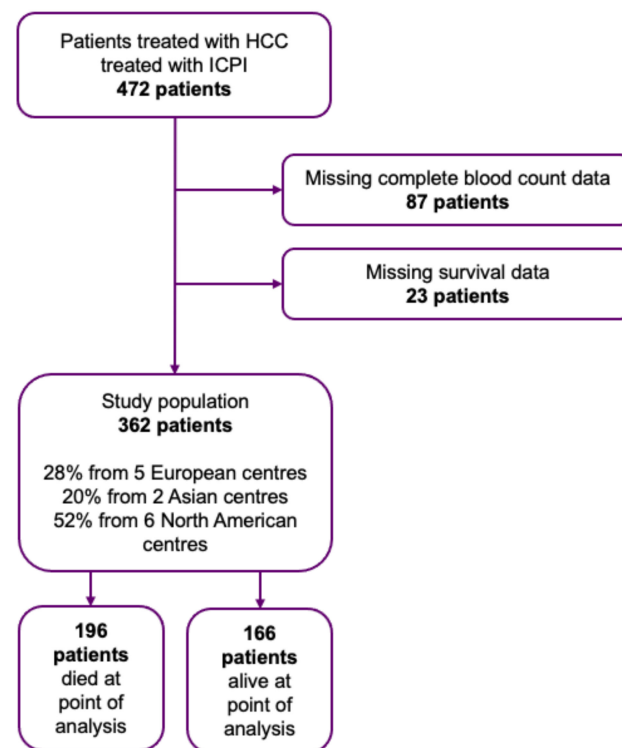 Patients treated with HCC
treated with ICPI
472 patients
Missing complete blood count data
87 patients
Missing survival data
23 patients
Study population
362 patients
28% from 5 European centres
20% from 2 Asian centres
52% from 6 North American
centres
196
patients
died at
point of
analysis
166
patients
alive at
point of
analysis